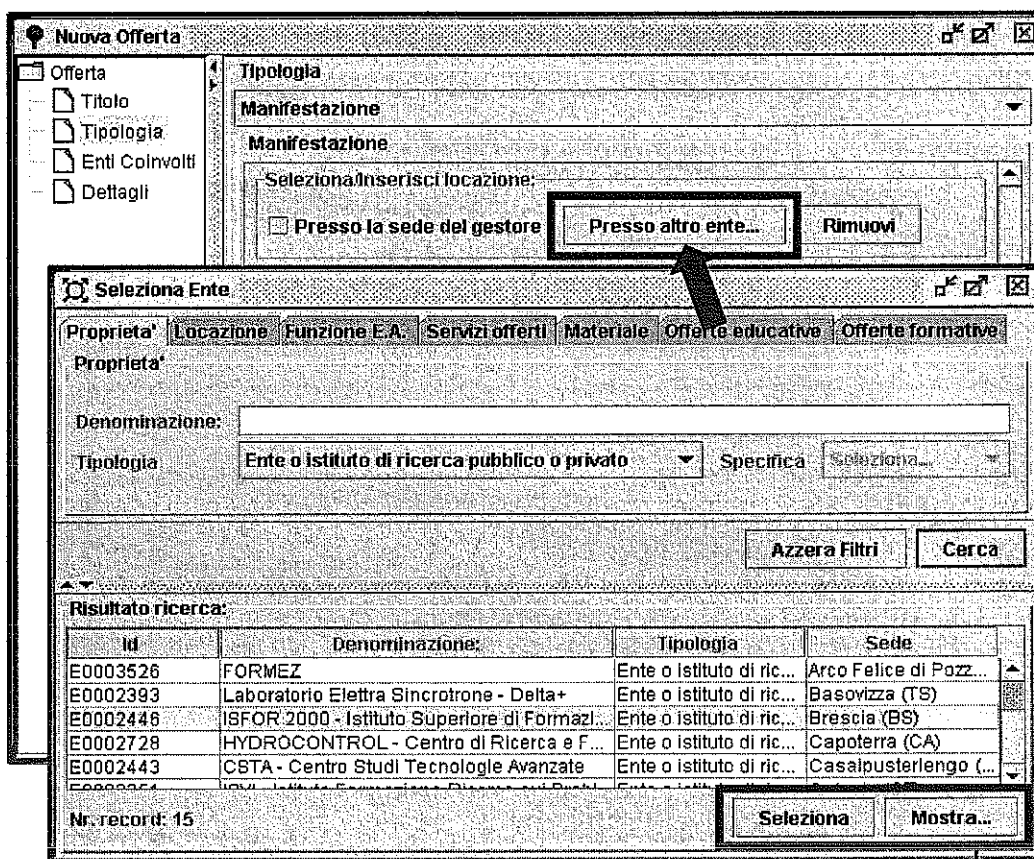 Nuova Offerta
Offerta
Titolo
Tipologia
Enti Coinvolti
Dettagli
Tipologia
Manifestazione
Manifestazione
Seleziona/Inserisci locazione:
Presso la sede del gestore Presso altro ente... Rimuovi
Seleziona Ente
Proprieta' Locazione Funzione E.A. Servizi offerti Materiale Offerte educative Offerte formative
Proprieta'
Denominazione:
Tipologia Ente o istituto di ricerca pubblico o privato Specifica Seleziona...
Azzera Filtri Cerca
Risultato ricerca:
Id Denominazione: Tipologia Sede
E0003526 FORMEZ Ente o istituto di ric... Arco Felice di Pozz...
E0002393 Laboratorio Elettra Sincrotrone - Delta+ Ente o istituto di ric... Basovizza (TS)
E0002446 ISFOR 2000 - Istituto Superiore di Formazi... Ente o istituto di ric... Brescia (BS)
E0002728 HYDROCONTROL - Centro di Ricerca e F... Ente o istituto di ric... Capoterra (CA)
E0002443 CSTA - Centro Studi Tecnologie Avanzate Ente o istituto di ric... Casalpusterlengo (...
Nr. record: 15 Seleziona Mostra...